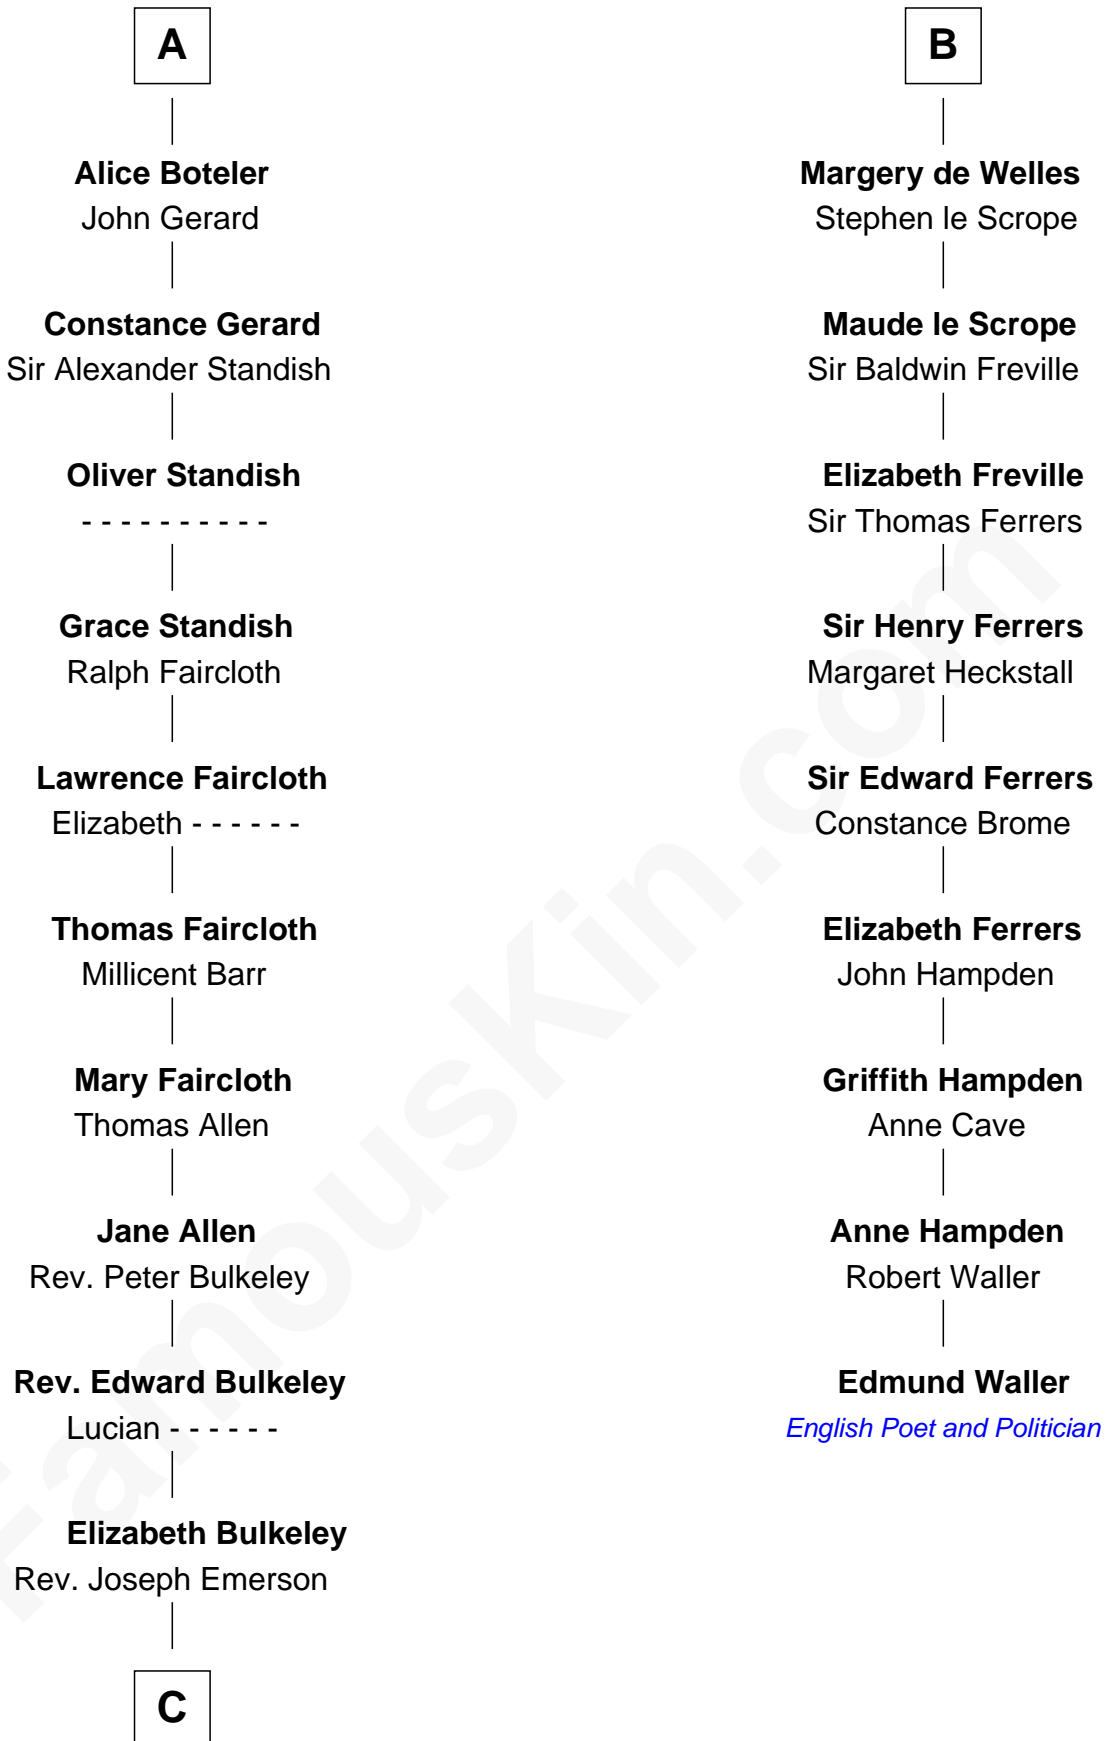 A
Alice Boteler
John Gerard
Constance Gerard
Sir Alexander Standish
Oliver Standish
- - - - - - - - - -
Grace Standish
Ralph Faircloth
Lawrence Faircloth
Elizabeth - - - - - -
Thomas Faircloth
Millicent Barr
Mary Faircloth
Thomas Allen
Jane Allen
Rev. Peter Bulkeley
Rev. Edward Bulkeley
Lucian - - - - - -
Elizabeth Bulkeley
Rev. Joseph Emerson
C
B
Margery de Welles
Stephen le Scrope
Maude le Scrope
Sir Baldwin Freville
Elizabeth Freville
Sir Thomas Ferrers
Sir Henry Ferrers
Margaret Heckstall
Sir Edward Ferrers
Constance Brome
Elizabeth Ferrers
John Hampden
Griffith Hampden
Anne Cave
Anne Hampden
Robert Waller
Edmund Waller
English Poet and Politician
FamousKin.com